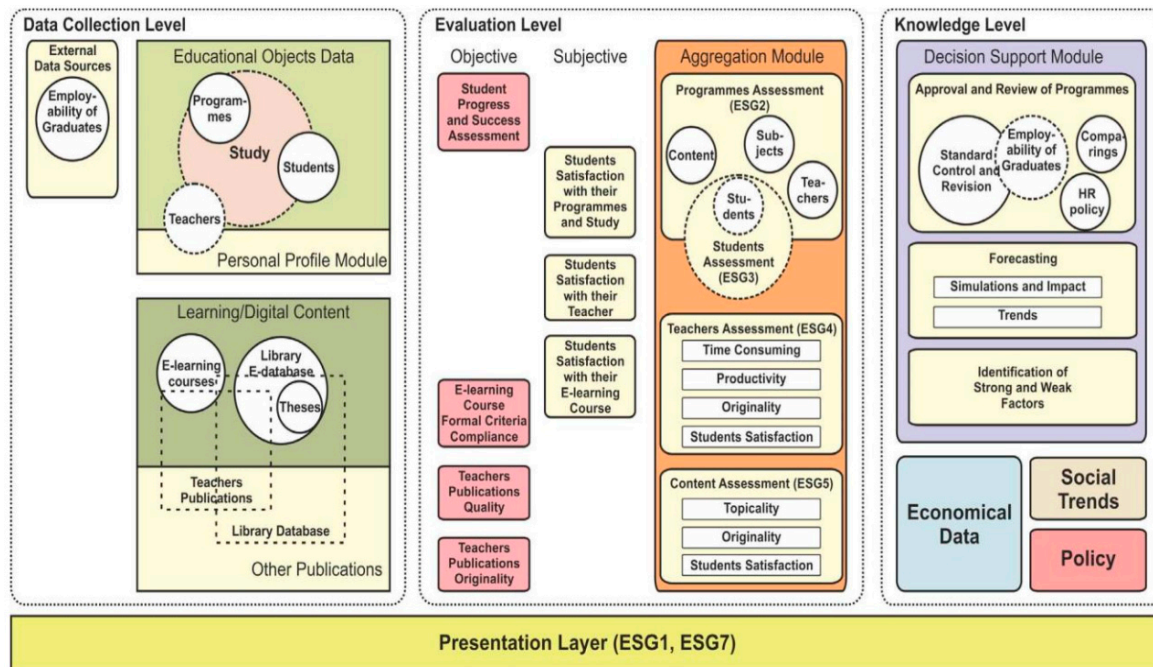 Data Collection Level
External
Data Sources
Employ-
ability of
Graduates
Educational Objects Data
Program-
mes
Study
Students
Teachers
Personal Profile Module
Learning/Digital Content
E-learning
courses
Library
E-database
Theses
Teachers
Publications
Library Database
Other Publications
Evaluation Level
Objective
Subjective
Student
Progress
and Success
Assessment
Students
Satisfaction
with their
Programmes
and Study
Students
Satisfaction
with their
Teacher
Students
Satisfaction
with their
E-learning
Course
E-learning
Course
Formal Criteria
Compliance
Teachers
Publications
Quality
Teachers
Publications
Originality
Aggregation Module
Programmes Assessment
(ESG2)
Content
Sub-
jects
Tea-
chers
Stu-
dents
Students
Assessment
(ESG3)
Teachers Assessment (ESG4)
Time Consuming
Productivity
Originality
Students Satisfaction
Content Assessment (ESG5)
Topicality
Originality
Students Satisfaction
Knowledge Level
Decision Support Module
Approval and Review of Programmes
Standard
Control and
Revision
Employ-
ability of
Graduates
Compa-
rings
HR
policy
Forecasting
Simulations and Impact
Trends
Identification of
Strong and Weak
Factors
Economical
Data
Social
Trends
Policy
Presentation Layer (ESG1, ESG7)